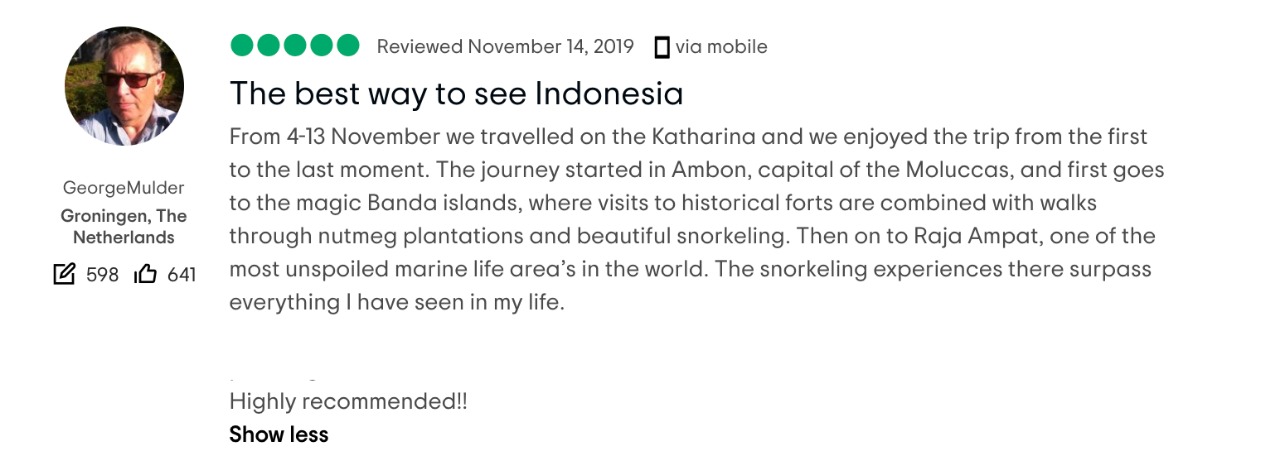 Reviewed November 14, 2019 via mobile
The best way to see Indonesia
From 4-13 November we travelled on the Katharina and we enjoyed the trip from the first
to the last moment. The journey started in Ambon, capital of the Moluccas, and first goes
to the magic Banda islands, where visits to historical forts are combined with walks
through nutmeg plantations and beautiful snorkeling. Then on to Raja Ampat, one of the
most unspoiled marine life area’s in the world. The snorkeling experiences there surpass
everything I have seen in my life.
Highly recommended!!
Show less
GeorgeMulder
Groningen, The
Netherlands
598 641